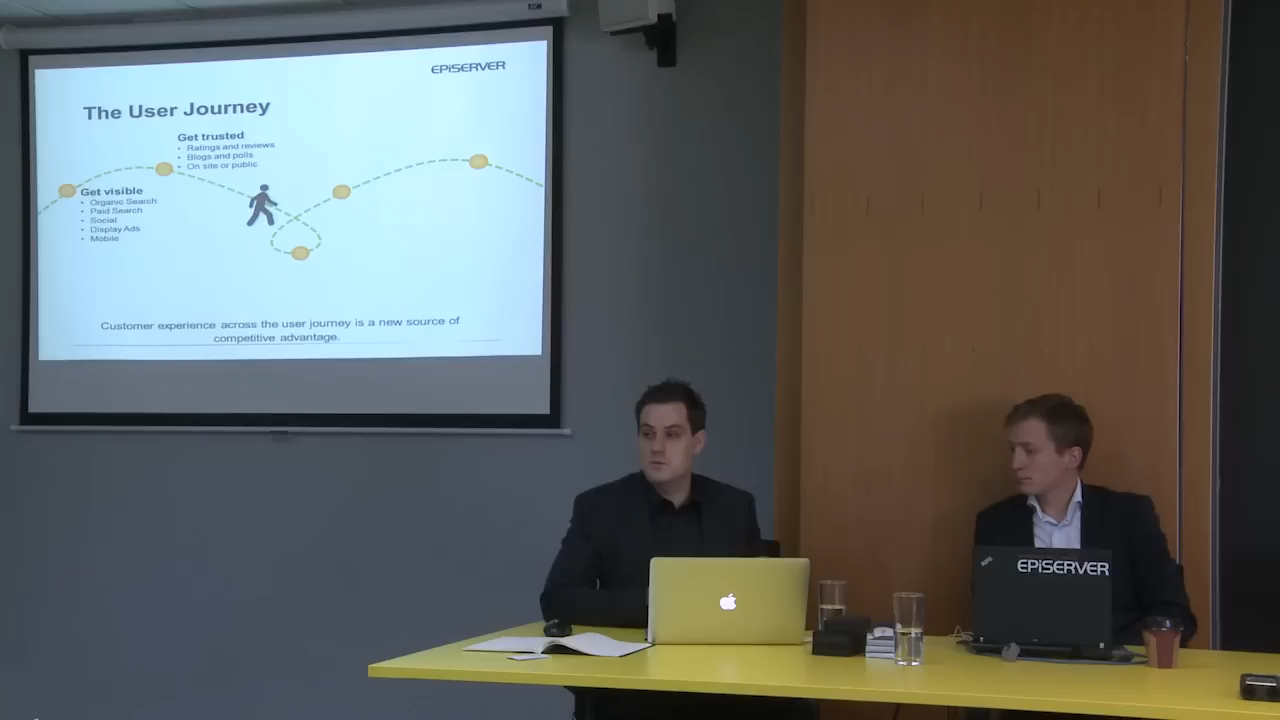 EPiSERVER
The User Journey
Get trusted
• Ratings and reviews
• Blogs and polls
• On site or public
Get visible
• Organic Search
• Paid Search
• Social
• Display Ads
• Mobile
Customer experience across the user journey is a new source of
competitive advantage.
EPiSERVER